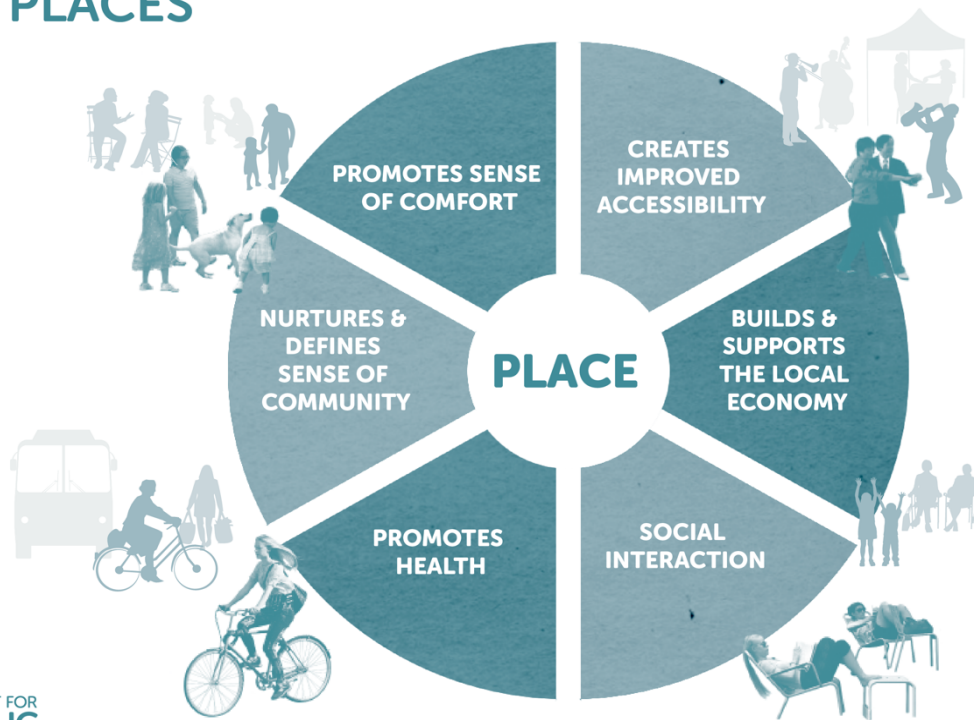 PLACES
PROMOTES SENSE
OF COMFORT
CREATES
IMPROVED
ACCESSIBILITY
NURTURES &
DEFINES
SENSE OF
COMMUNITY
PLACE
BUILDS &
SUPPORTS
THE LOCAL
ECONOMY
PROMOTES
HEALTH
SOCIAL
INTERACTION
FOR